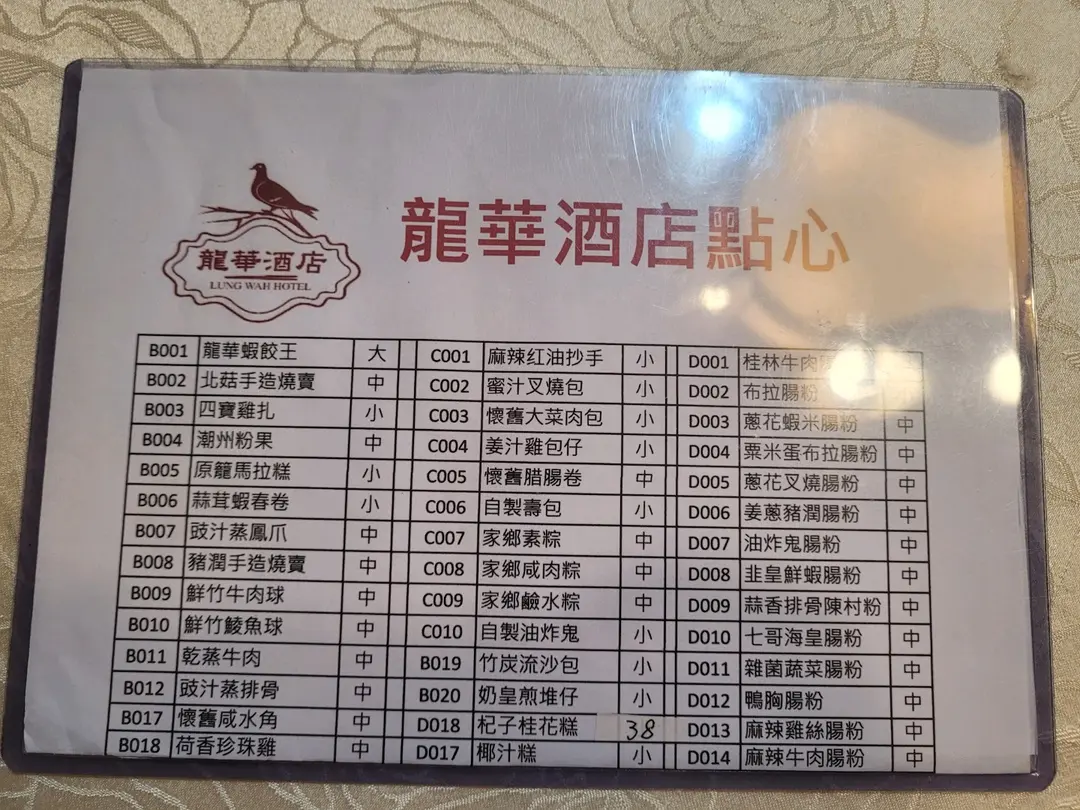 龍華酒店
LUNG WAH HOTEL
龍華酒店點心
B001 龍華蝦餃王 大 C001 麻辣红油抄手 小 D001 桂林牛肉
B002 北菇手造燒賣 中 C002 蜜汁叉燒包 小 D002 布拉腸粉
B003 四寶雞扎 小 C003 懷舊大菜肉包 小 D003 蔥花蝦米腸粉 中
B004 潮州粉果 中 C004 姜汁雞包仔 小 D004 粟米蛋布拉腸粉 中
B005 原籠馬拉糕 小 C005 懷舊腊腸卷 中 D005 蔥花叉燒腸粉 中
B006 蒜茸蝦春卷 小 C006 自製壽包 小 D006 姜蔥豬潤腸粉 中
B007 豉汁蒸鳳爪 中 C007 家鄉素粽 中 D007 油炸鬼腸粉 中
B008 豬潤手造燒賣 中 C008 家鄉咸肉粽 中 D008 韭皇鮮蝦腸粉 中
B009 鮮竹牛肉球 中 C009 家鄉鹼水粽 中 D009 蒜香排骨陳村粉 中
B010 鮮竹鯪魚球 中 C010 自製油炸鬼 小 D010 七哥海皇腸粉 中
B011 乾蒸牛肉 中 B019 竹炭流沙包 小 D011 雜菌蔬菜腸粉 中
B012 豉汁蒸排骨 中 B020 奶皇煎堆仔 小 D012 鴨胸腸粉 中
B017 懷舊咸水角 中 D018 杞子桂花糕 38 D013 麻辣雞絲腸粉 中
B018 荷香珍珠雞 中 D017 椰汁糕 小 D014 麻辣牛肉腸粉 中